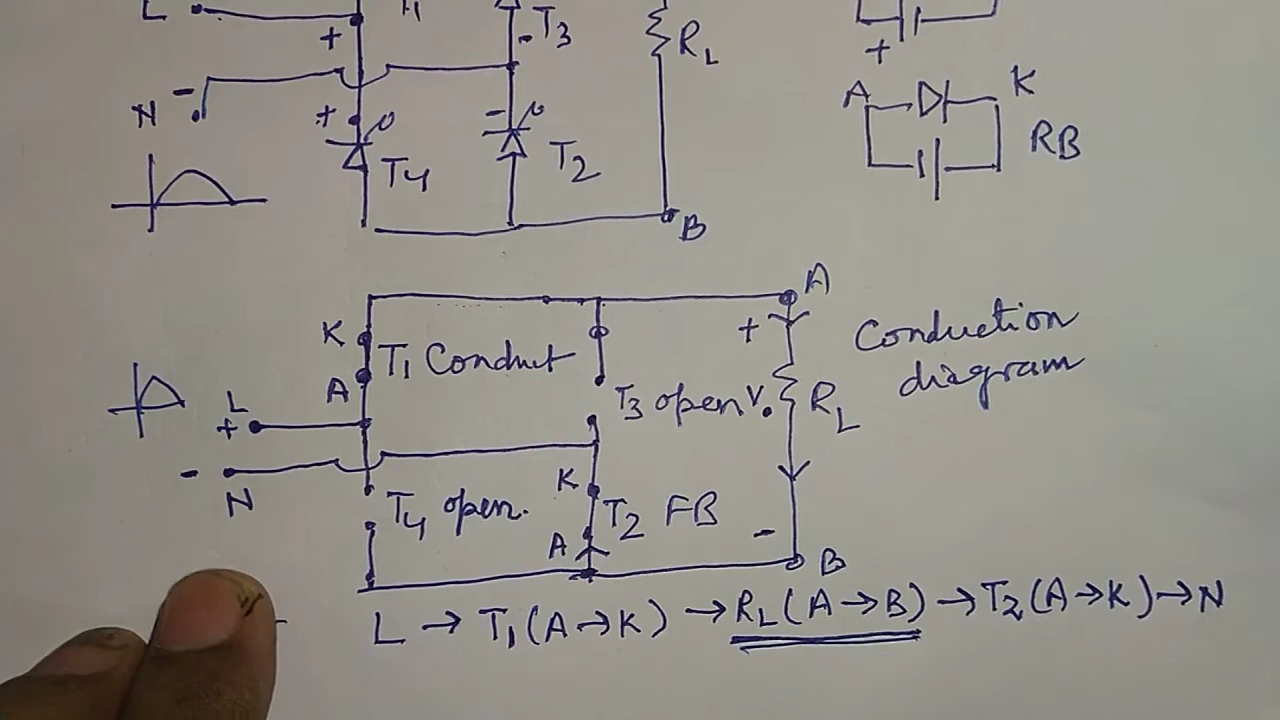 L
+
T3
-
RL
+
N -
+
-
T4
T2
B
A K
RB
A
K
T1 Conduct
+
Conduction
diagram
A
L
+
T3 open
V.
RL
-
N
K
T4 open.
T2 FB
A
-
B
L → T1(A→K) → RL(A→B) → T2(A→K) → N